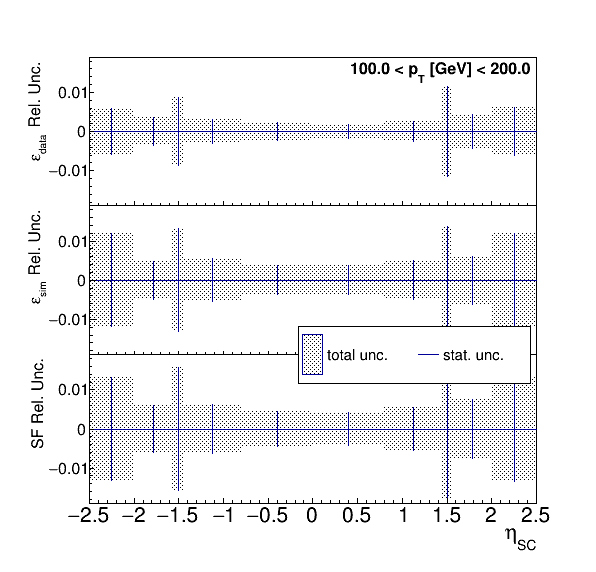 100.0 < p_T [GeV] < 200.0
ε_data Rel. Unc.
0.01
0
−0.01
ε_sim Rel. Unc.
0.01
0
−0.01
total unc.
stat. unc.
SF Rel. Unc.
0.01
0
−0.01
−2.5 −2 −1.5 −1 −0.5 0 0.5 1 1.5 2 2.5
η_SC